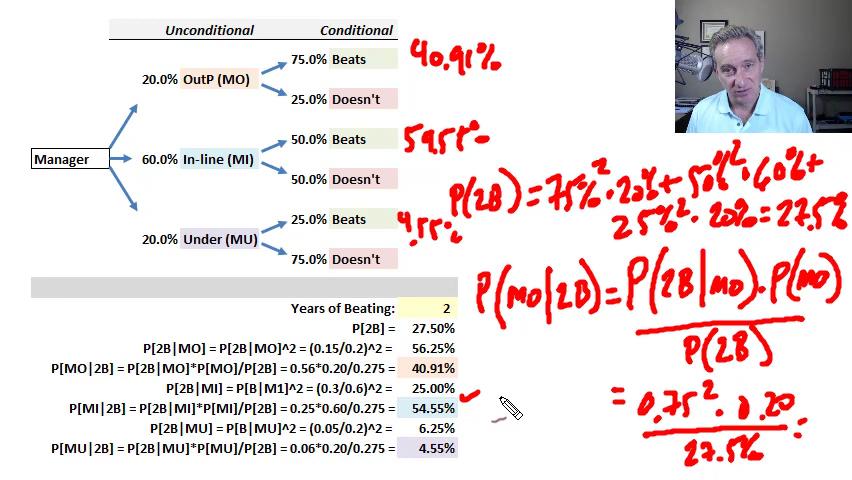 Unconditional Conditional
75.0% Beats 40.91%
20.0% OutP (MO)
25.0% Doesn't
50.0% Beats 59.55%
Manager 60.0% In-line (MI)
50.0% Doesn't
P(2B) = 75%²·20% + 50%²·60% +
25%²·20% = 27.5%
25.0% Beats 4.55%
20.0% Under (MU)
75.0% Doesn't
P(MO|2B) = P(2B|MO)·P(MO)
P(2B)
= 0.75²·0.20
27.5%
Years of Beating: 2
P[2B] = 27.50%
P[2B|MO] = P[2B|MO]^2 = (0.15/0.2)^2 = 56.25%
P[MO|2B] = P[2B|MO]*P[MO]/P[2B] = 0.56*0.20/0.275 = 40.91%
P[2B|MI] = P[B|M1]^2 = (0.3/0.6)^2 = 25.00%
P[MI|2B] = P[2B|MI]*P[MI]/P[2B] = 0.25*0.60/0.275 = 54.55%
P[2B|MU] = P[B|MU]^2 = (0.05/0.2)^2 = 6.25%
P[MU|2B] = P[2B|MU]*P[MU]/P[2B] = 0.06*0.20/0.275 = 4.55%